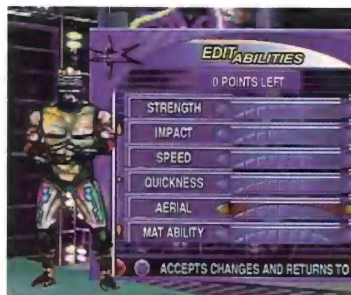 EDIT ABILITIES
0 POINTS LEFT
STRENGTH
IMPACT
SPEED
QUICKNESS
AERIAL
MAT ABILITY
ACCEPTS CHANGES AND RETURNS TO